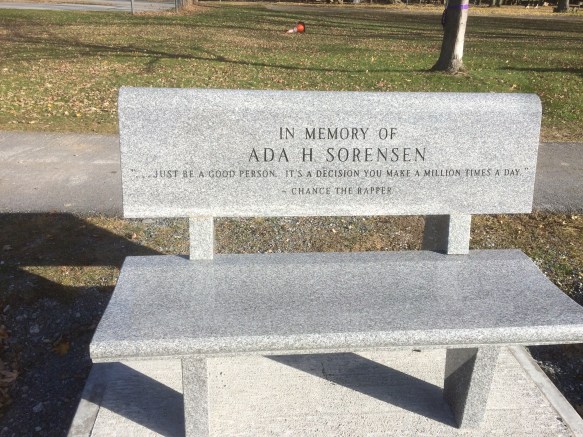 IN MEMORY OF
ADA H. SORENSEN
". . . JUST BE A GOOD PERSON. IT'S A DECISION YOU MAKE A MILLION TIMES A DAY."
~ CHANCE THE RAPPER